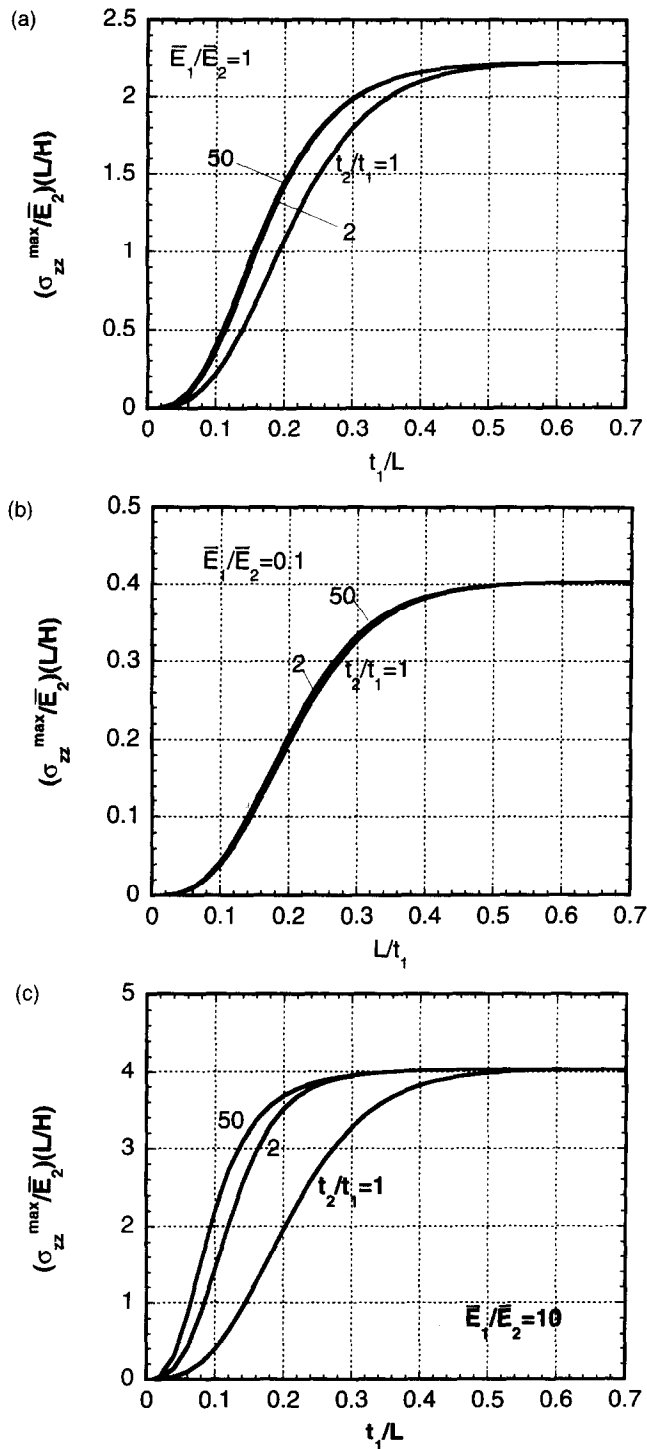 (a)
Ē₁/Ē₂=1
50
t₂/t₁=1
2
(σzz^max/Ē₂)(L/H)
2.5
2
1.5
1
0.5
0
0 0.1 0.2 0.3 0.4 0.5 0.6 0.7
t₁/L
(b)
Ē₁/Ē₂=0.1
50
2
t₂/t₁=1
(σzz^max/Ē₂)(L/H)
0.5
0.4
0.3
0.2
0.1
0
0 0.1 0.2 0.3 0.4 0.5 0.6 0.7
L/t₁
(c)
50
2
t₂/t₁=1
Ē₁/Ē₂=10
(σzz^max/Ē₂)(L/H)
5
4
3
2
1
0
0 0.1 0.2 0.3 0.4 0.5 0.6 0.7
t₁/L